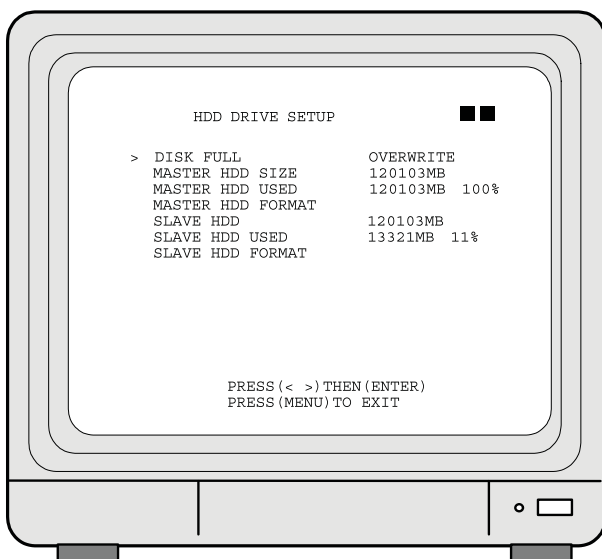 HDD DRIVE SETUP
> DISK FULL OVERWRITE
MASTER HDD SIZE 120103MB
MASTER HDD USED 120103MB 100%
MASTER HDD FORMAT
SLAVE HDD 120103MB
SLAVE HDD USED 13321MB 11%
SLAVE HDD FORMAT
PRESS(< >)THEN(ENTER)
PRESS(MENU)TO EXIT